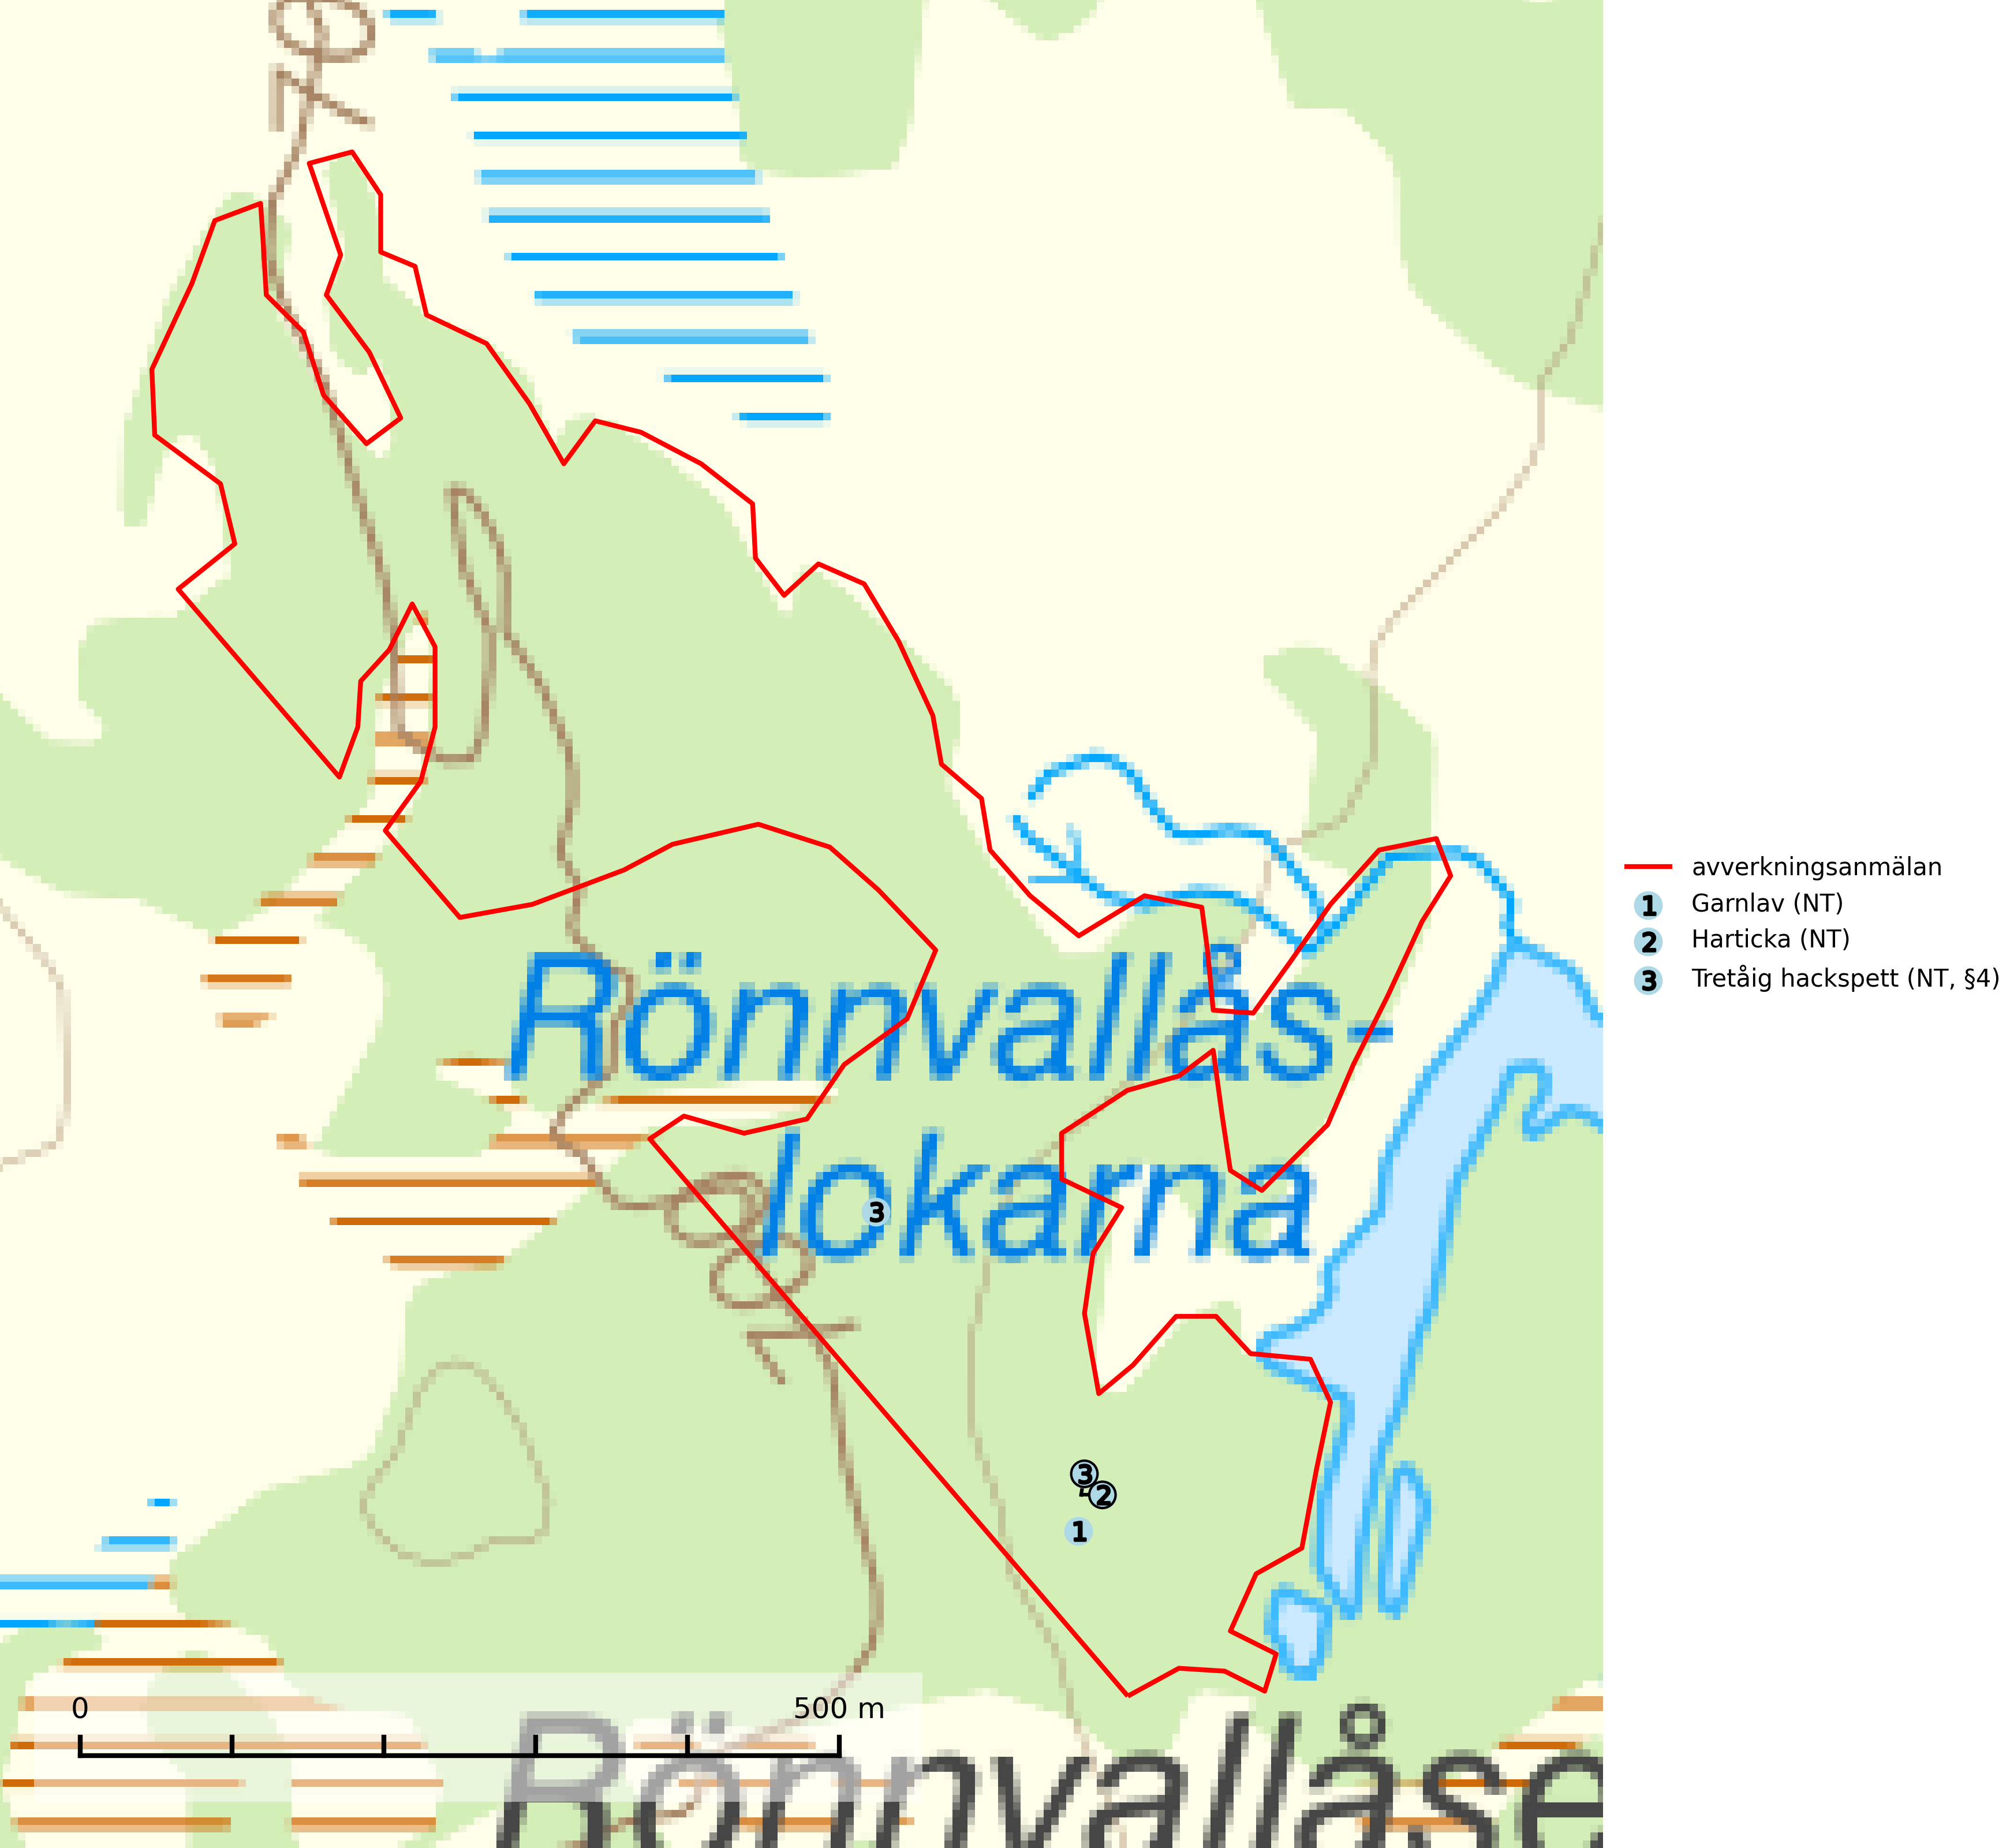 Rönnvallås-
lokarna
3
3
2
1
0 500 m
Rönnvallåse
avverkningsanmälan
1 Garnlav (NT)
2 Harticka (NT)
3 Tretåig hackspett (NT, §4)